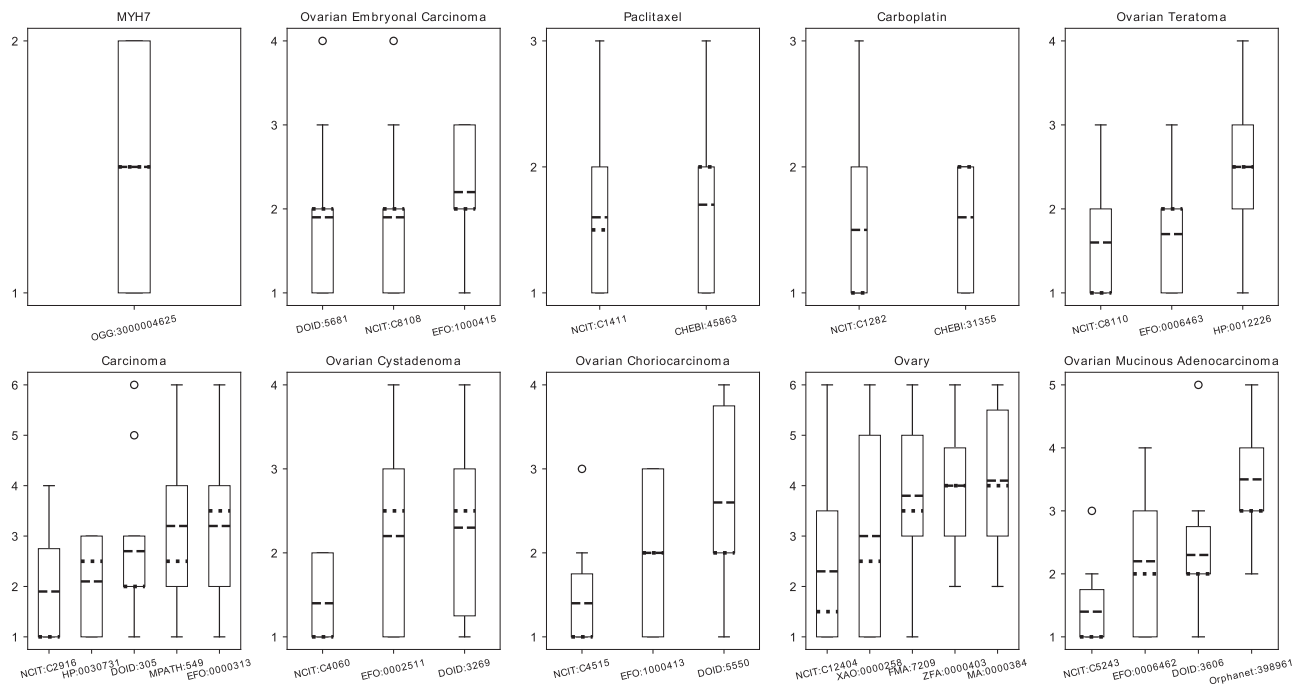 MYH7
2
1
OGG:3000004625
Ovarian Embryonal Carcinoma
4
3
2
1
DOID:5681
NCIT:C8108
EFO:1000415
Paclitaxel
3
2
1
NCIT:C1411
CHEBI:45863
Carboplatin
3
2
1
NCIT:C1282
CHEBI:31355
Ovarian Teratoma
4
3
2
1
NCIT:C8110
EFO:0006463
HP:0012226
Carcinoma
6
5
4
3
2
1
NCIT:C2916
HP:0030731
DOID:305
MPATH:549
EFO:0000313
Ovarian Cystadenoma
4
3
2
1
NCIT:C4060
EFO:0002511
DOID:3269
Ovarian Choriocarcinoma
4
3
2
1
NCIT:C4515
EFO:1000413
DOID:5550
Ovary
6
5
4
3
2
1
NCIT:C12404
XAO:0000258
FMA:7209
ZFA:0000403
MA:0000384
Ovarian Mucinous Adenocarcinoma
5
4
3
2
1
NCIT:C5243
EFO:0006462
DOID:3606
Orphanet:398961